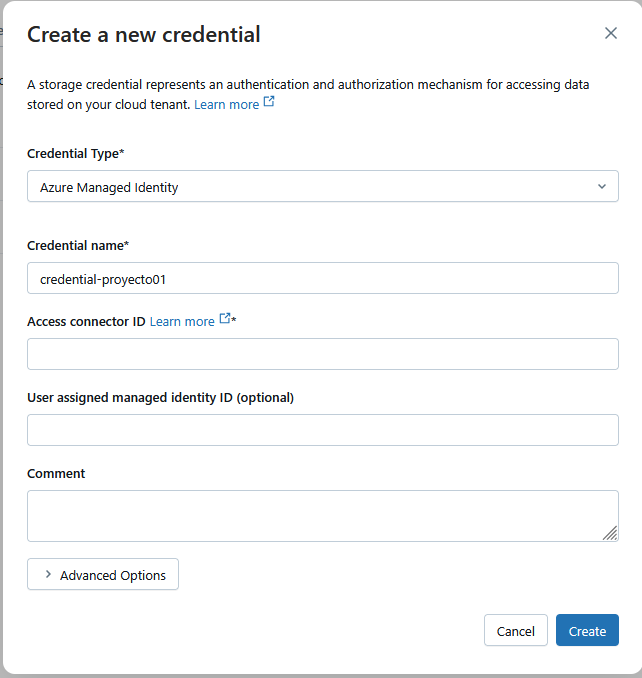 Create a new credential
A storage credential represents an authentication and authorization mechanism for accessing data
stored on your cloud tenant. Learn more
Credential Type*
Azure Managed Identity
Credential name*
credential-proyecto01
Access connector ID Learn more *
User assigned managed identity ID (optional)
Comment
Advanced Options
Cancel
Create